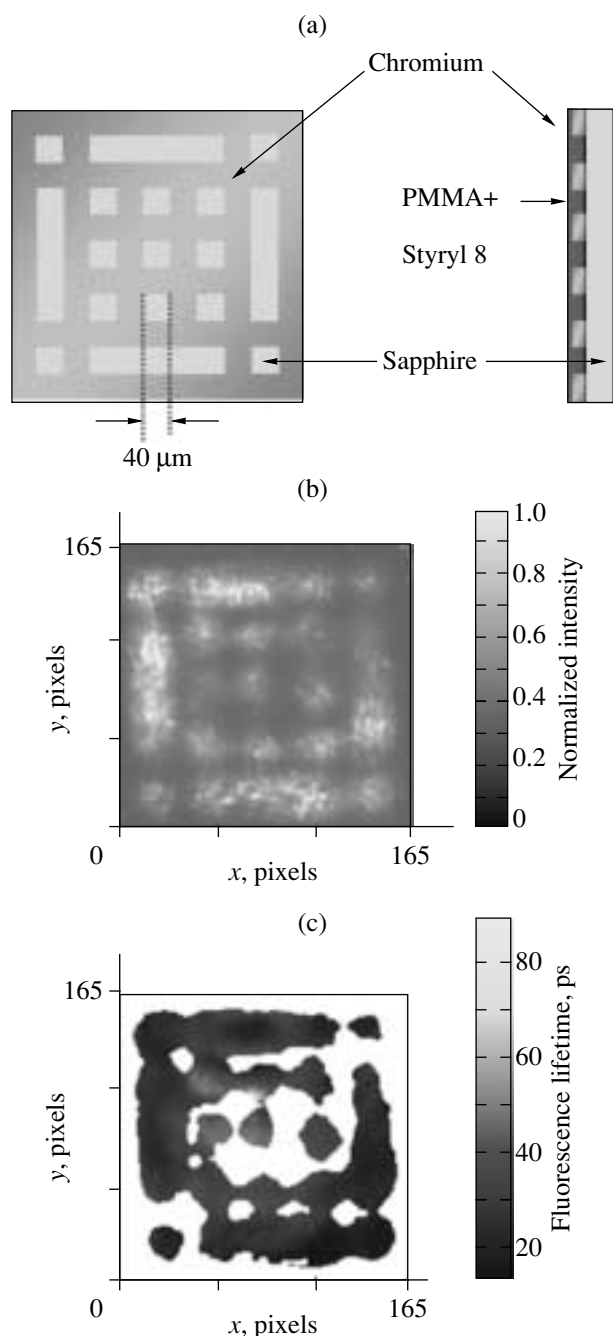 (a)
Chromium
PMMA+
Styryl 8
Sapphire
40 µm
(b)
165
y, pixels
0
x, pixels
165
1.0
0.8
0.6
0.4
0.2
0
Normalized intensity
(c)
165
y, pixels
0
x, pixels
165
80
60
40
20
Fluorescence lifetime, ps